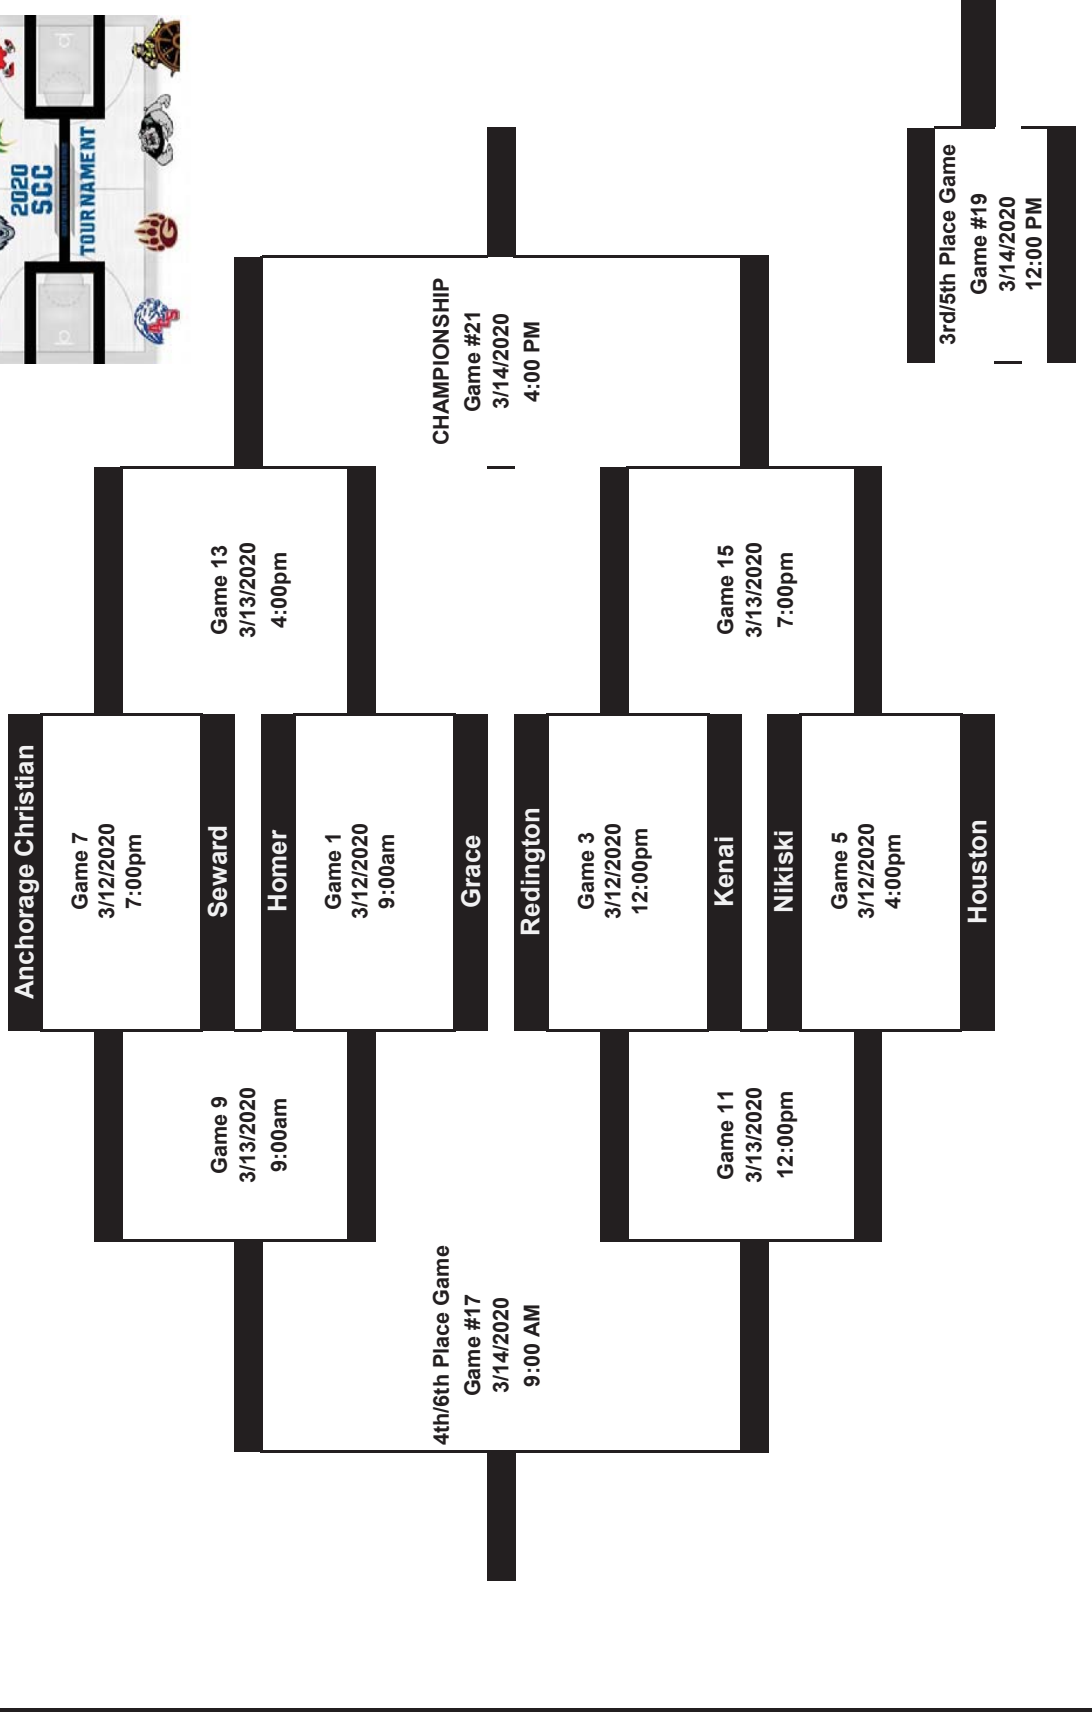 2020
SCC
TOURNAMENT
Anchorage Christian
Game 7
3/12/2020
7:00pm
Seward
Homer
Game 1
3/12/2020
9:00am
Grace
Redington
Game 3
3/12/2020
12:00pm
Kenai
Nikiski
Game 5
3/12/2020
4:00pm
Houston
Game 9
3/13/2020
9:00am
Game 11
3/13/2020
12:00pm
4th/6th Place Game
Game #17
3/14/2020
9:00 AM
Game 13
3/13/2020
4:00pm
Game 15
3/13/2020
7:00pm
CHAMPIONSHIP
Game #21
3/14/2020
4:00 PM
3rd/5th Place Game
Game #19
3/14/2020
12:00 PM